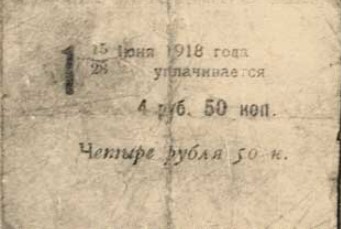 1 15/28 Июня 1918 года
уплачивается
4 руб. 50 коп.
Четыре рубля 50 к.